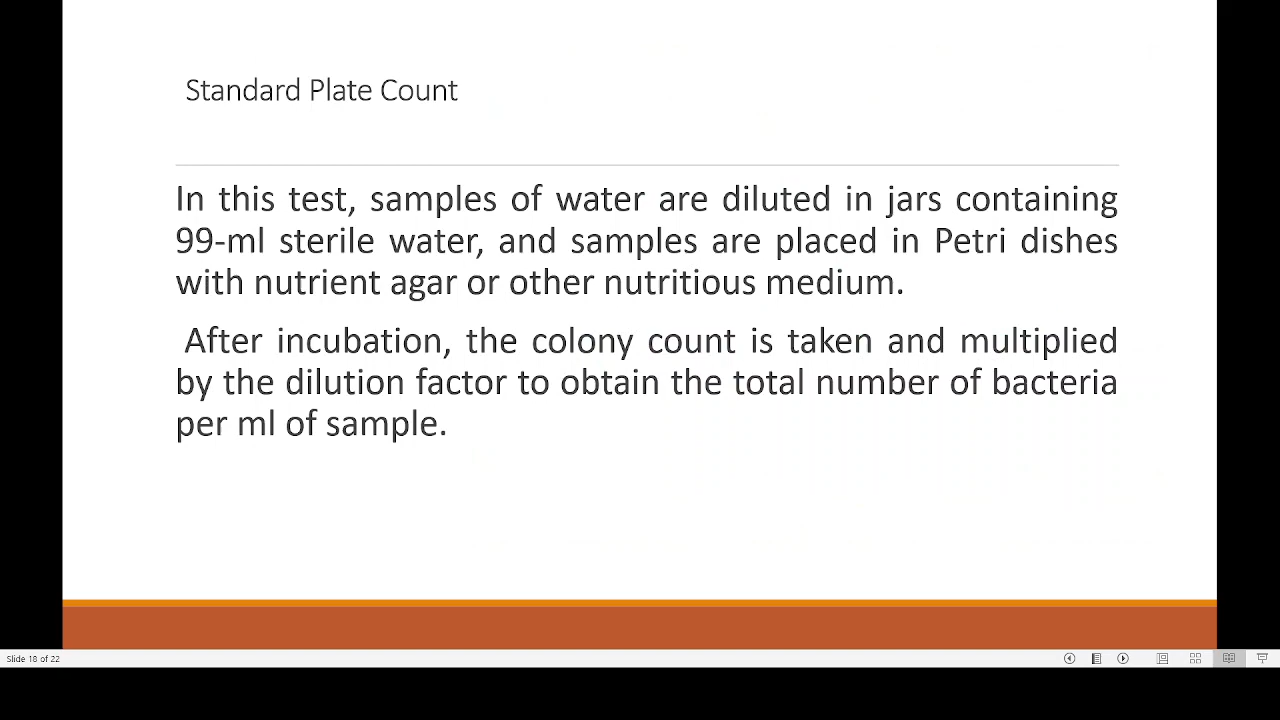 Standard Plate Count
In this test, samples of water are diluted in jars containing
99-ml sterile water, and samples are placed in Petri dishes
with nutrient agar or other nutritious medium.
After incubation, the colony count is taken and multiplied
by the dilution factor to obtain the total number of bacteria
per ml of sample.
Slide 18 of 22